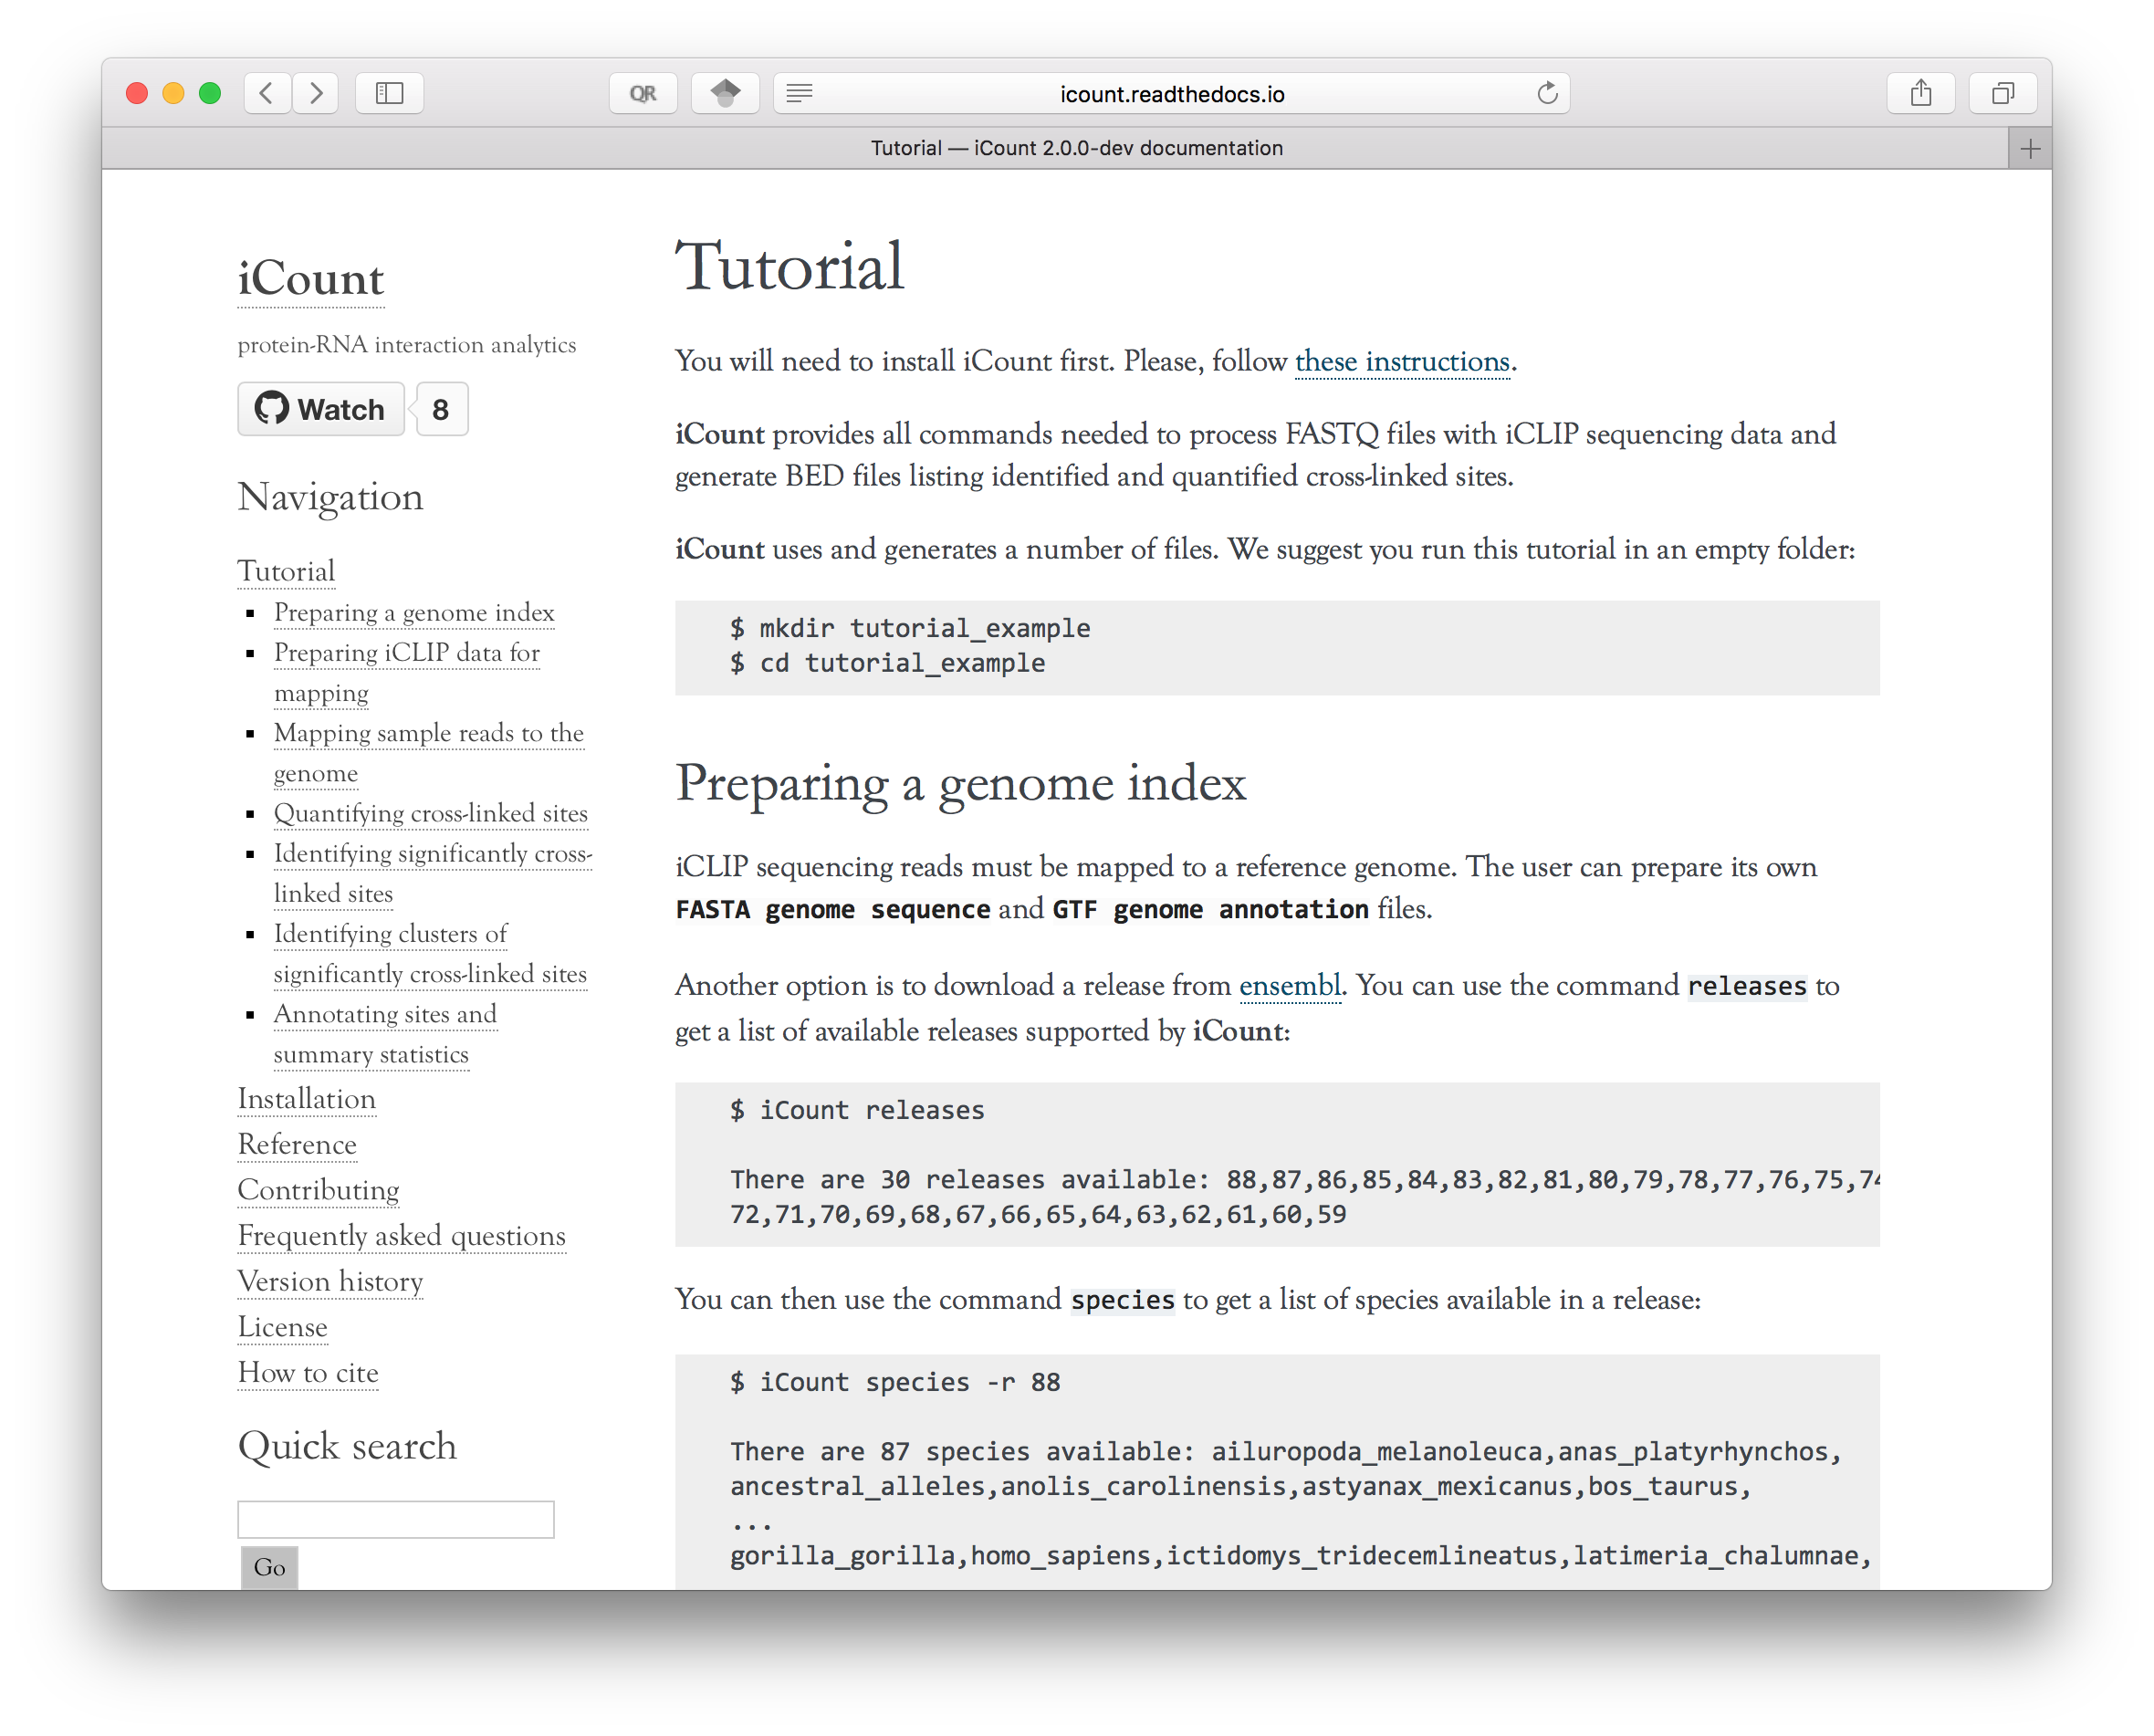 QR
icount.readthedocs.io
Tutorial — iCount 2.0.0-dev documentation
iCount
protein-RNA interaction analytics
Watch 8
Navigation
Tutorial
Preparing a genome index
Preparing iCLIP data for
mapping
Mapping sample reads to the
genome
Quantifying cross-linked sites
Identifying significantly cross-
linked sites
Identifying clusters of
significantly cross-linked sites
Annotating sites and
summary statistics
Installation
Reference
Contributing
Frequently asked questions
Version history
License
How to cite
Quick search
Go
Tutorial
You will need to install iCount first. Please, follow these instructions.
iCount provides all commands needed to process FASTQ files with iCLIP sequencing data and
generate BED files listing identified and quantified cross-linked sites.
iCount uses and generates a number of files. We suggest you run this tutorial in an empty folder:
$ mkdir tutorial_example
$ cd tutorial_example
Preparing a genome index
iCLIP sequencing reads must be mapped to a reference genome. The user can prepare its own
FASTA genome sequence and GTF genome annotation files.
Another option is to download a release from ensembl. You can use the command releases to
get a list of available releases supported by iCount:
$ iCount releases
There are 30 releases available: 88,87,86,85,84,83,82,81,80,79,78,77,76,75,74
72,71,70,69,68,67,66,65,64,63,62,61,60,59
You can then use the command species to get a list of species available in a release:
$ iCount species -r 88
There are 87 species available: ailuropoda_melanoleuca,anas_platyrhynchos,
ancestral_alleles,anolis_carolinensis,astyanax_mexicanus,bos_taurus,
...
gorilla_gorilla,homo_sapiens,ictidomys_tridecemlineatus,latimeria_chalumnae,